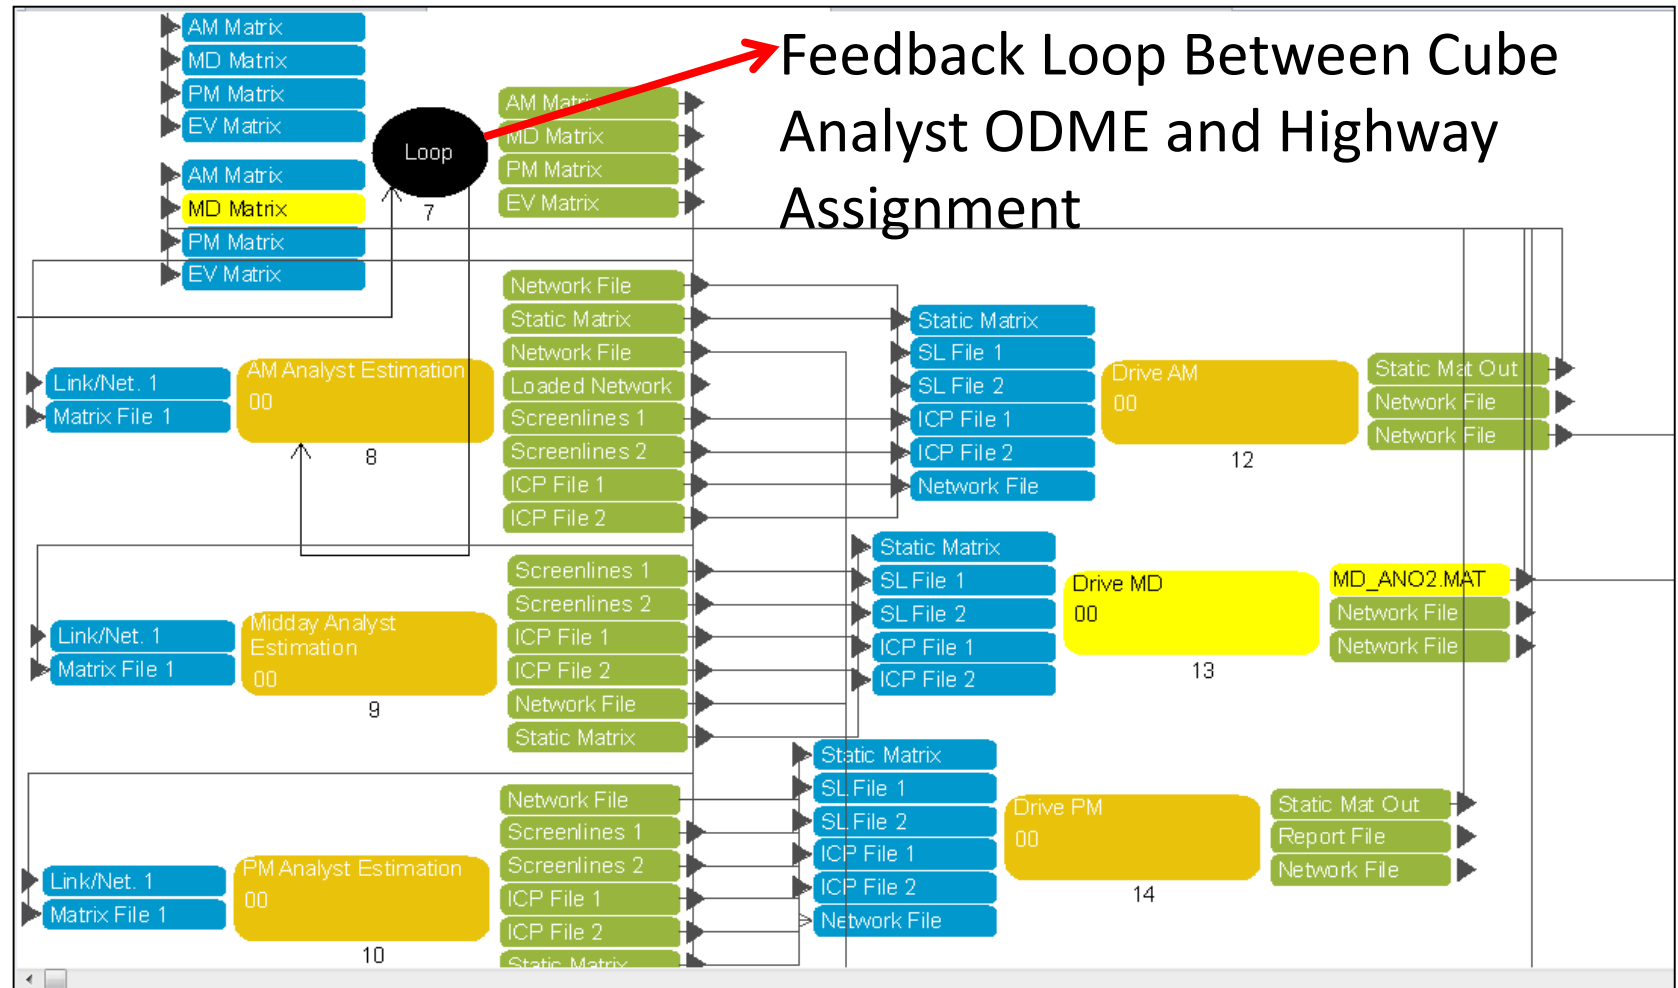 Feedback Loop Between Cube
Analyst ODME and Highway
Assignment
AM Matrix
MD Matrix
PM Matrix
EV Matrix
AM Matrix
MD Matrix
PM Matrix
EV Matrix
Loop
7
AM Matrix
MD Matrix
PM Matrix
EV Matrix
Link/Net. 1
Matrix File 1
AM Analyst Estimation
00
8
Network File
Static Matrix
Network File
Loaded Network
Screenlines 1
Screenlines 2
ICP File 1
ICP File 2
Static Matrix
SL File 1
SL File 2
ICP File 1
ICP File 2
Network File
Drive AM
00
12
Static Mat Out
Network File
Network File
Link/Net. 1
Matrix File 1
Midday Analyst
Estimation
00
9
Screenlines 1
Screenlines 2
ICP File 1
ICP File 2
Network File
Static Matrix
Static Matrix
SL File 1
SL File 2
ICP File 1
ICP File 2
Drive MD
00
13
MD_ANO2.MAT
Network File
Network File
Link/Net. 1
Matrix File 1
PM Analyst Estimation
00
10
Network File
Screenlines 1
Screenlines 2
ICP File 1
ICP File 2
Static Matrix
Static Matrix
SL File 1
SL File 2
ICP File 1
ICP File 2
Network File
Drive PM
00
14
Static Mat Out
Report File
Network File